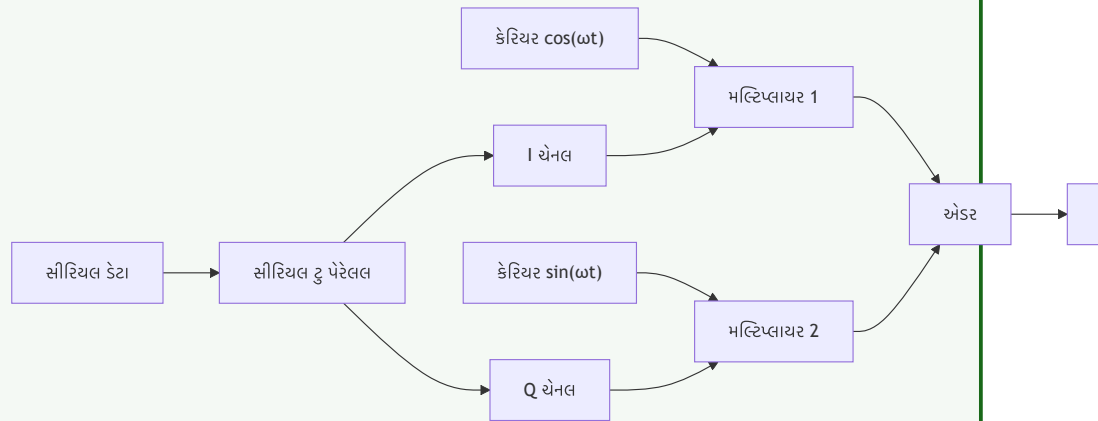 કેરિયર cos(ωt)
મલ્ટિપ્લાયર 1
I ચેનલ
એડર
સીરિયલ ડેટા
સીરિયલ ટુ પેરેલલ
કેરિયર sin(ωt)
મલ્ટિપ્લાયર 2
Q ચેનલ